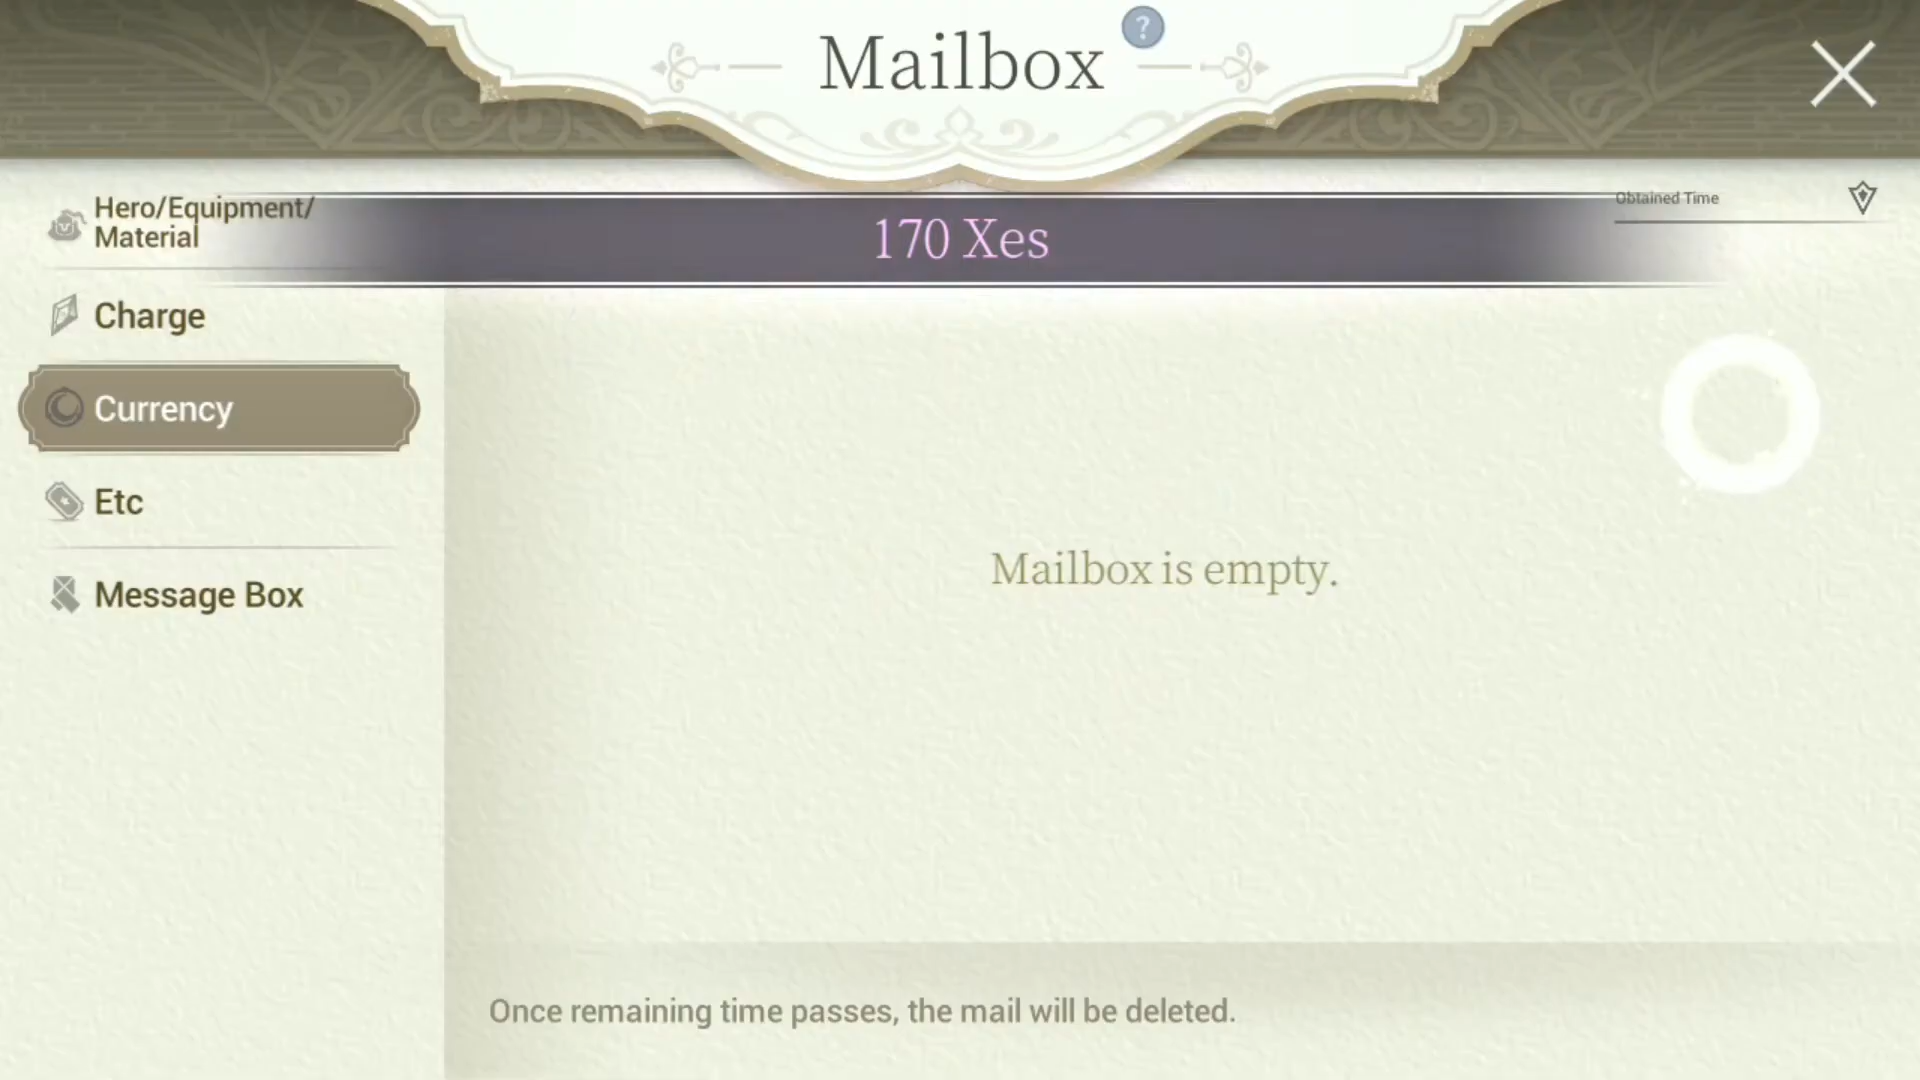 Mailbox
?
Hero/Equipment/
Material
170 Xes
Obtained Time
Charge
Currency
Etc
Mailbox is empty.
Message Box
Once remaining time passes, the mail will be deleted.